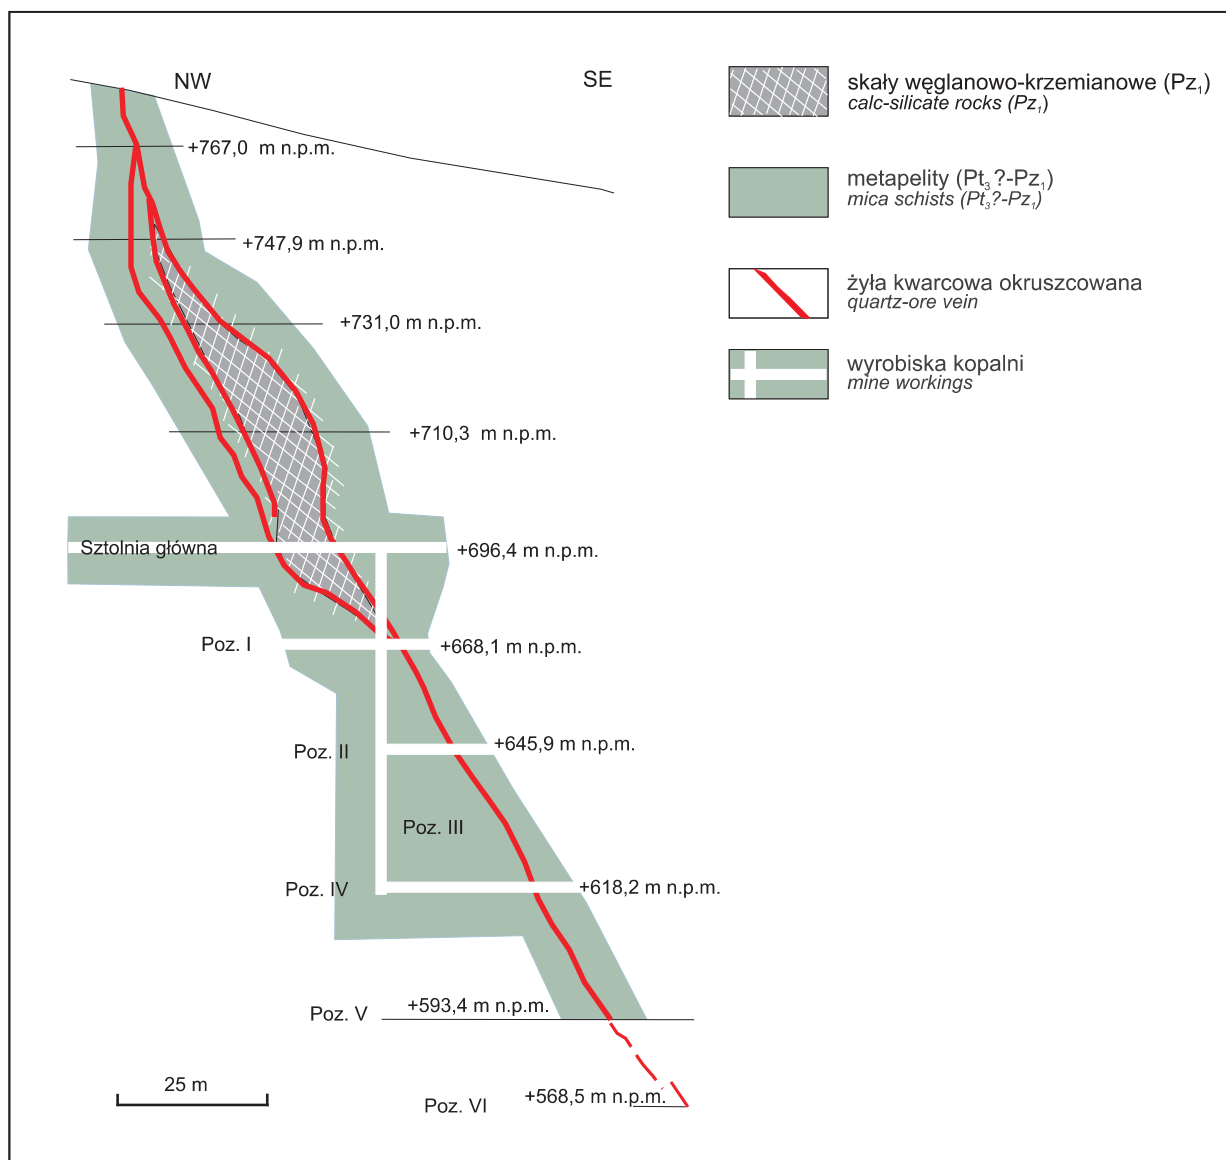 NW
SE
+767,0 m n.p.m.
+747,9 m n.p.m.
+731,0 m n.p.m.
+710,3 m n.p.m.
Sztolnia główna
+696,4 m n.p.m.
Poz. I
+668,1 m n.p.m.
Poz. II
+645,9 m n.p.m.
Poz. III
Poz. IV
+618,2 m n.p.m.
Poz. V
+593,4 m n.p.m.
Poz. VI
+568,5 m n.p.m.
25 m
skały węglanowo-krzemianowe (Pz₁)
calc-silicate rocks (Pz₁)
metapelity (Pt₃?-Pz₁)
mica schists (Pt₃?-Pz₁)
żyła kwarcowa okruszcowana
quartz-ore vein
wyrobiska kopalni
mine workings